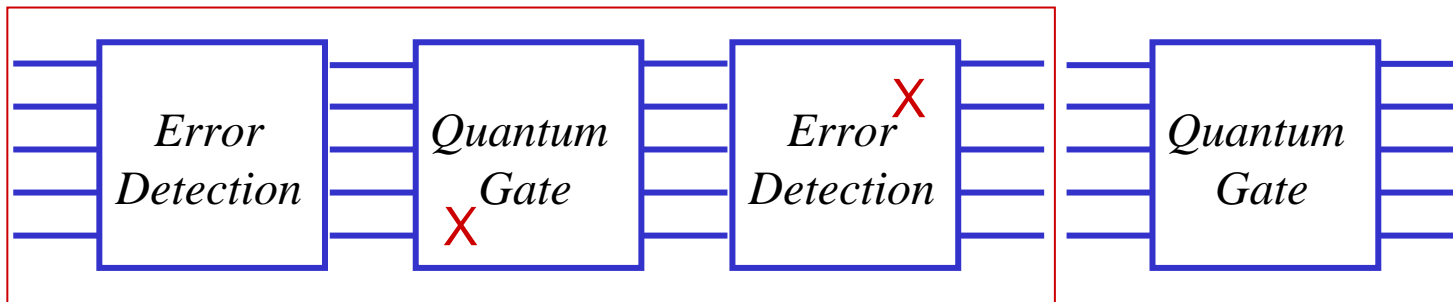 Error
Detection
Quantum
Gate
X
Error
Detection
X
Quantum
Gate